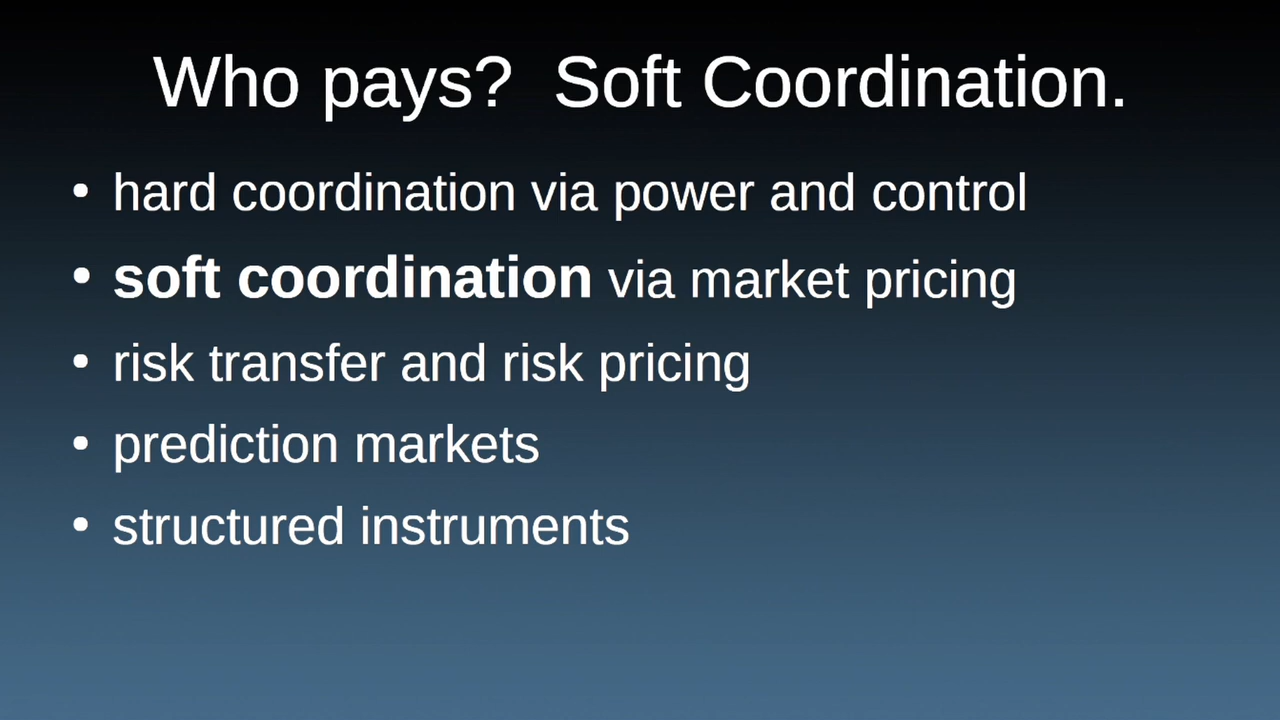 Who pays?  Soft Coordination.
• hard coordination via power and control
• soft coordination via market pricing
• risk transfer and risk pricing
• prediction markets
• structured instruments